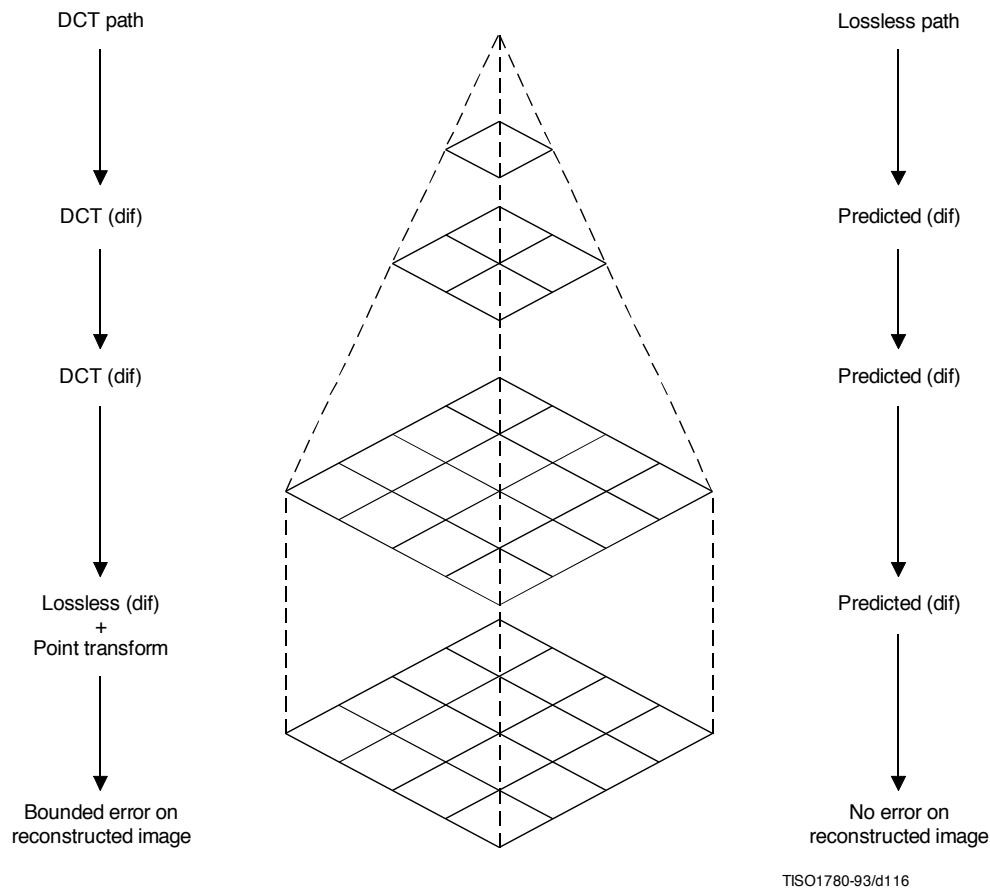 DCT path
Lossless path
DCT (dif)
Predicted (dif)
DCT (dif)
Predicted (dif)
Lossless (dif)
+
Point transform
Predicted (dif)
Bounded error on
reconstructed image
No error on
reconstructed image
TISO1780-93/d116